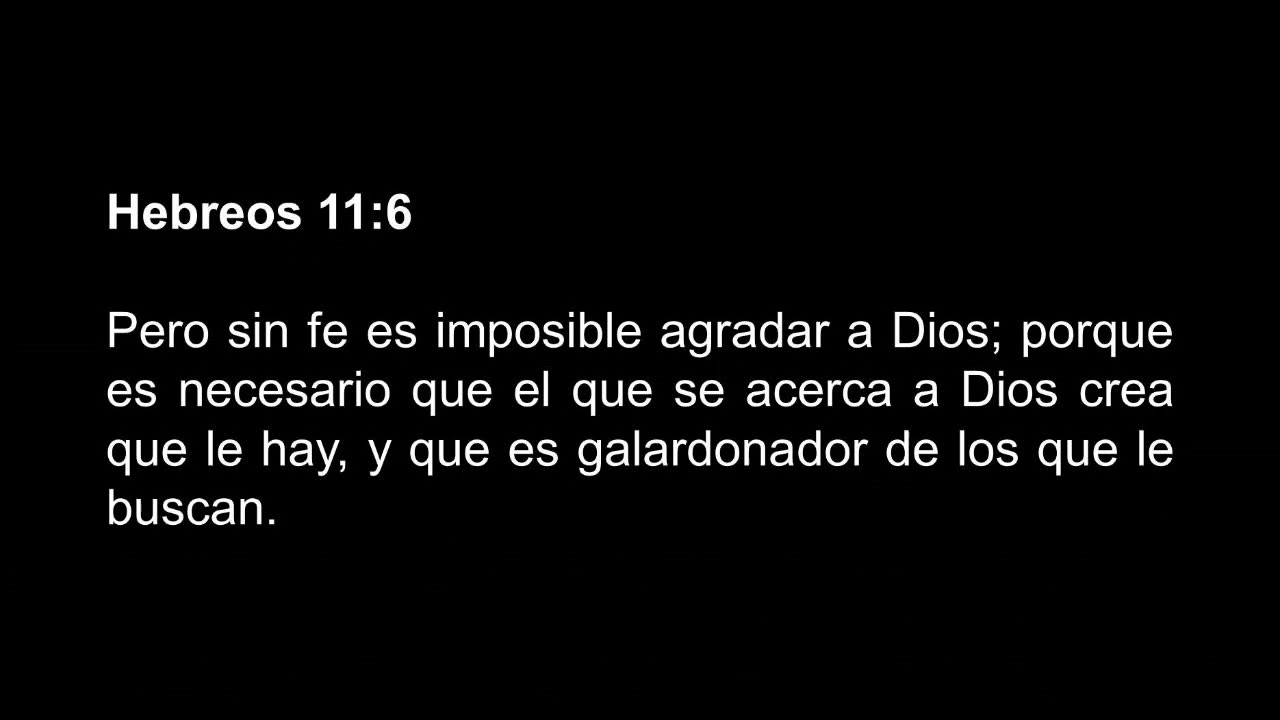 Hebreos 11:6
Pero sin fe es imposible agradar a Dios; porque
es necesario que el que se acerca a Dios crea
que le hay, y que es galardonador de los que le
buscan.